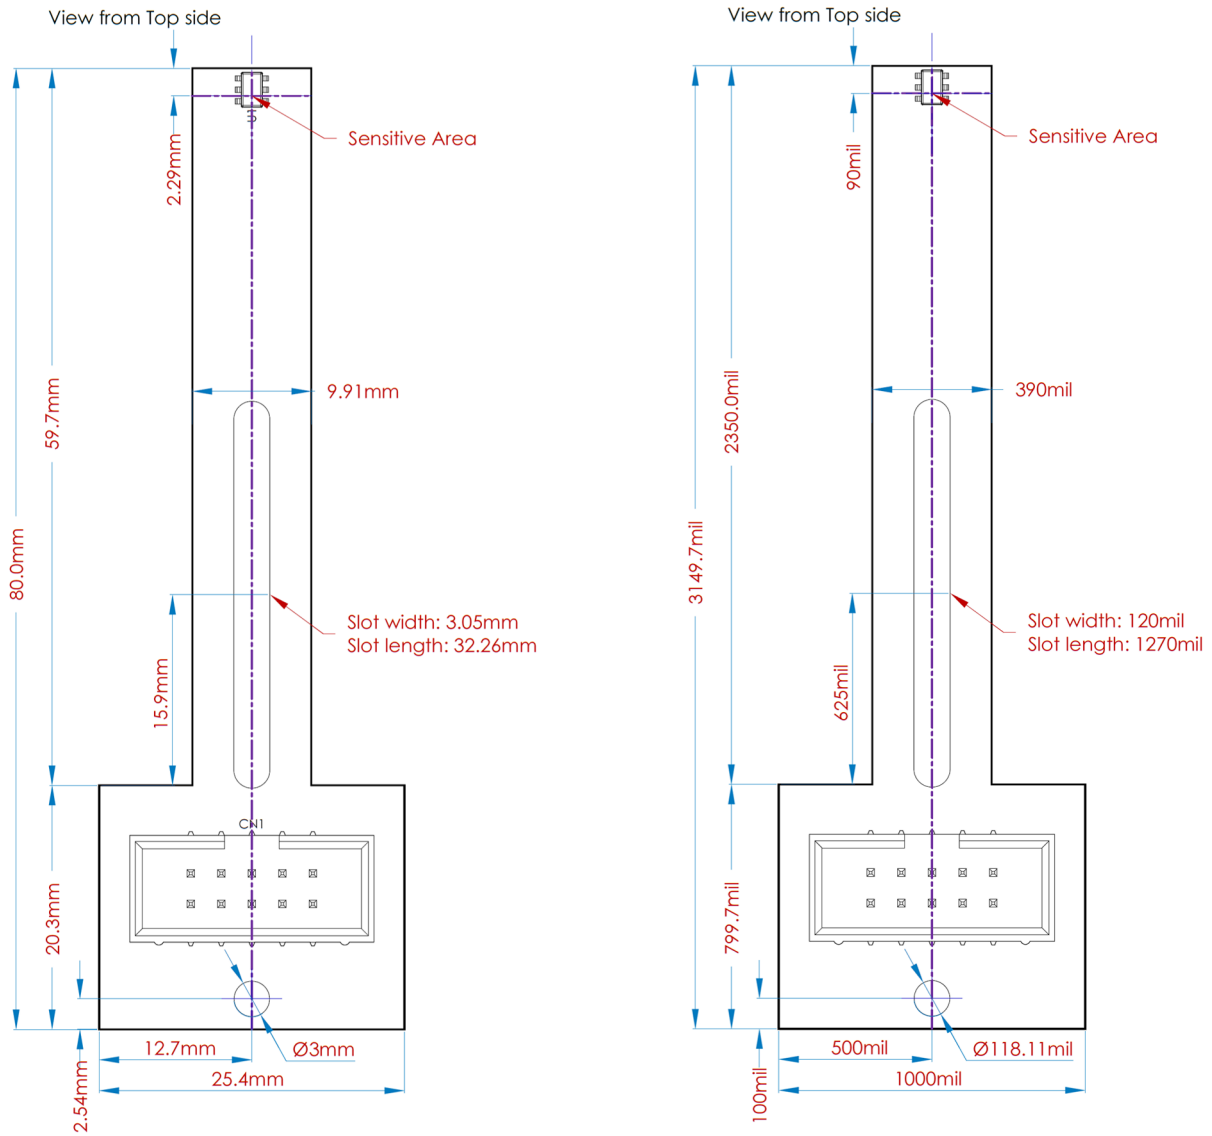 View from Top side
2.29mm
Sensitive Area
9.91mm
59.7mm
80.0mm
Slot width: 3.05mm
Slot length: 32.26mm
15.9mm
CN1
20.3mm
12.7mm
Ø3mm
25.4mm
2.54mm
View from Top side
90mil
Sensitive Area
390mil
2350.0mil
3149.7mil
Slot width: 120mil
Slot length: 1270mil
625mil
799.7mil
500mil
Ø118.11mil
1000mil
100mil